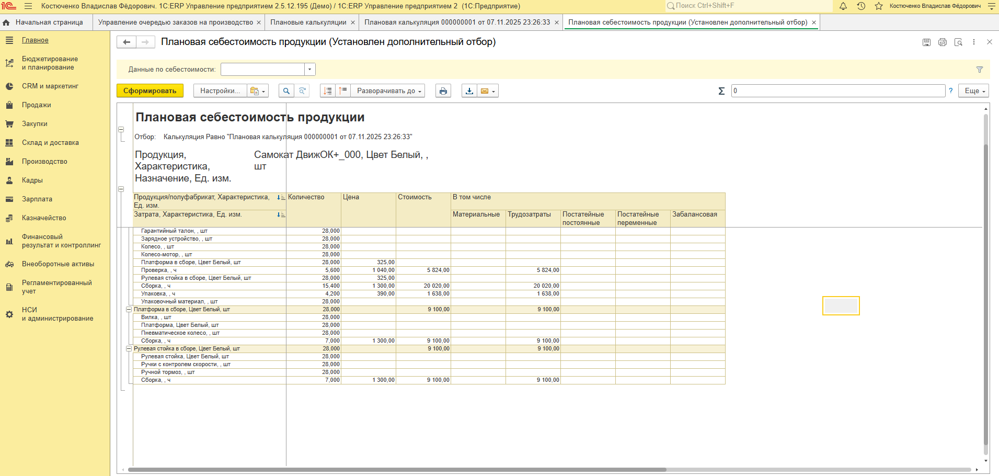 1С Костюченко Владислав Фёдорович. 1С:ERP Управление предприятием 2.5.12.195 (Демо) / 1С:ERP Управление предприятием 2 (1С:Предприятие) Поиск Ctrl+Shift+F Костюченко Владислав Фёдорович
Начальная страница Управление очередью заказов на производство × Плановые калькуляции × Плановая калькуляция 000000001 от 07.11.2025 23:26:33 × Плановая себестоимость продукции (Установлен дополнительный отбор) ×
Главное
Бюджетирование
и планирование
CRM и маркетинг
Продажи
Закупки
Склад и доставка
Производство
Кадры
Зарплата
Казначейство
Финансовый
результат и контроллинг
Внеоборотные активы
Регламентированный
учет
НСИ
и администрирование
Плановая себестоимость продукции (Установлен дополнительный отбор)
Данные по себестоимости:
Сформировать Настройки... Разворачивать до Σ 0 ? Еще
Плановая себестоимость продукции
Отбор: Калькуляция Равно "Плановая калькуляция 000000001 от 07.11.2025 23:26:33"
Продукция, Самокат ДвижОК+_000, Цвет Белый, ,
Характеристика, шт
Назначение, Ед. изм.
Продукция/полуфабрикат, Характеристика, Количество Цена Стоимость В том числе
Ед. изм.
Затрата, Характеристика, Ед. изм. Материальные Трудозатраты Постатейные Постатейные Забалансовая
постоянные переменные
Гарантийный талон, , шт 28,000
Зарядное устройство, , шт 28,000
Колесо, , шт 28,000
Колесо-мотор, , шт 28,000
Платформа в сборе, Цвет Белый, шт 28,000 325,00
Проверка, , ч 5,600 1 040,00 5 824,00 5 824,00
Рулевая стойка в сборе, Цвет Белый, шт 28,000 325,00
Сборка, , ч 15,400 1 300,00 20 020,00 20 020,00
Упаковка, , ч 4,200 390,00 1 638,00 1 638,00
Упаковочный материал, , шт 28,000
Платформа в сборе, Цвет Белый, шт 28,000 9 100,00 9 100,00
Вилка, , шт 28,000
Платформа, Цвет Белый, шт 28,000
Пневматическое колесо, , шт 28,000
Сборка, , ч 7,000 1 300,00 9 100,00 9 100,00
Рулевая стойка в сборе, Цвет Белый, шт 28,000 9 100,00 9 100,00
Рулевая стойка, Цвет Белый, шт 28,000
Ручки с контролем скорости, , шт 28,000
Ручной тормоз, , шт 28,000
Сборка, , ч 7,000 1 300,00 9 100,00 9 100,00